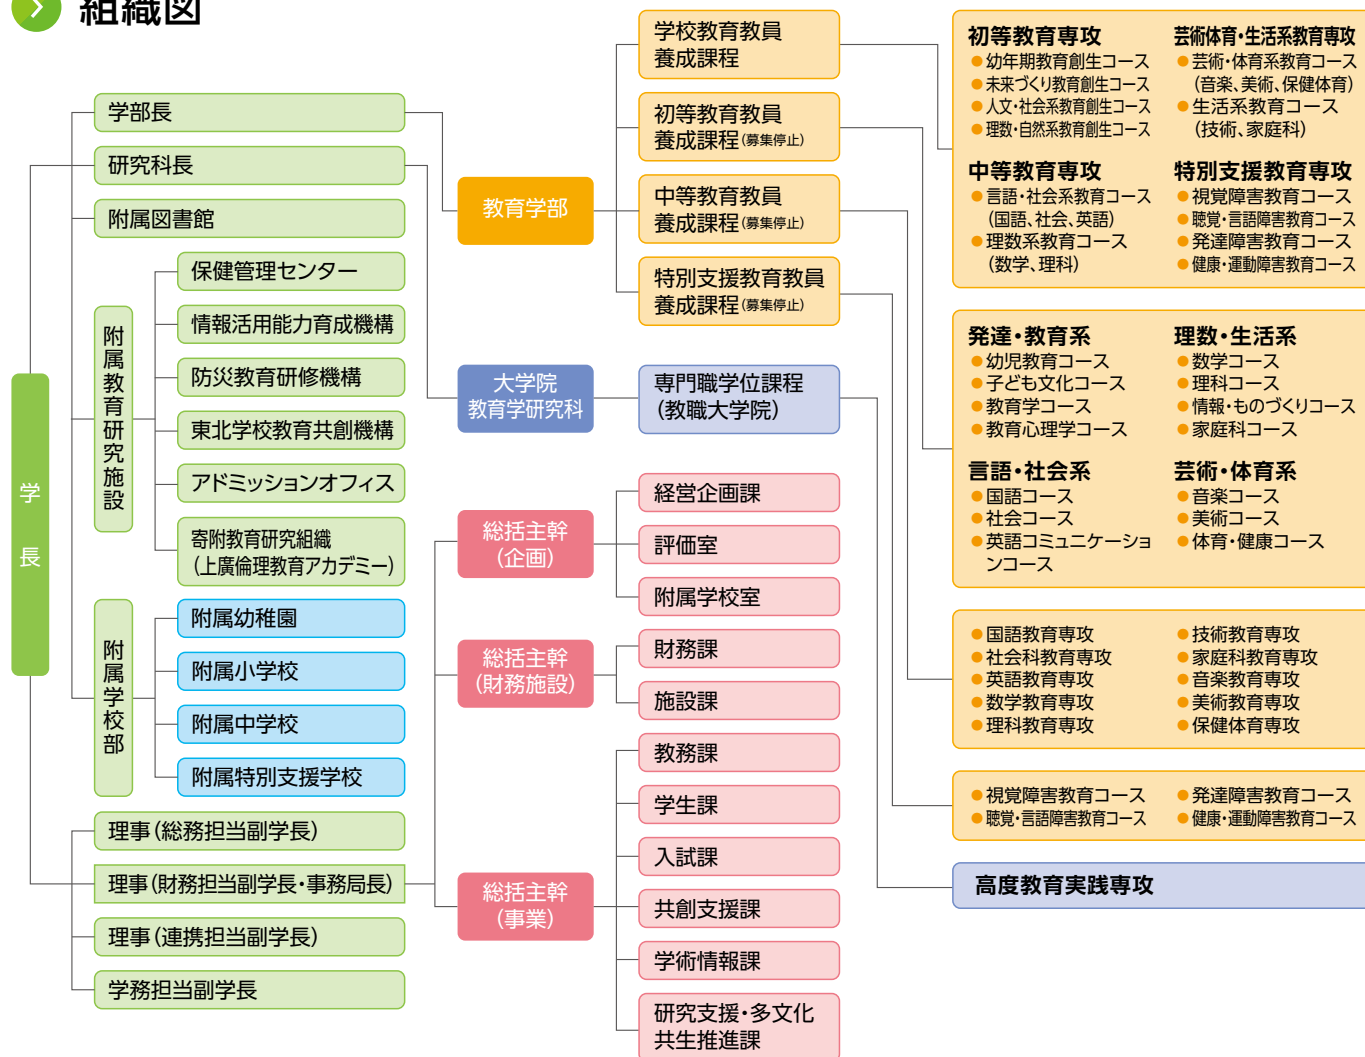 組織図
学長
学部長
研究科長
附属図書館
附属教育研究施設
保健管理センター
情報活用能力育成機構
防災教育研修機構
東北学校教育共創機構
アドミッションオフィス
寄附教育研究組織
(上廣倫理教育アカデミー)
附属学校部
附属幼稚園
附属小学校
附属中学校
附属特別支援学校
理事(総務担当副学長)
理事(財務担当副学長・事務局長)
理事(連携担当副学長)
学務担当副学長
教育学部
大学院
教育学研究科
総括主幹
(企画)
総括主幹
(財務施設)
総括主幹
(事業)
学校教育教員
養成課程
初等教育教員
養成課程(募集停止)
中等教育教員
養成課程(募集停止)
特別支援教育教員
養成課程(募集停止)
専門職学位課程
(教職大学院)
経営企画課
評価室
附属学校室
財務課
施設課
教務課
学生課
入試課
共創支援課
学術情報課
研究支援・多文化
共生推進課
初等教育専攻
●幼年期教育創生コース
●未来づくり教育創生コース
●人文・社会系教育創生コース
●理数・自然系教育創生コース
中等教育専攻
●言語・社会系教育コース
(国語、社会、英語)
●理数系教育コース
(数学、理科)
芸術体育・生活系教育専攻
●芸術・体育系教育コース
(音楽、美術、保健体育)
●生活系教育コース
(技術、家庭科)
特別支援教育専攻
●視覚障害教育コース
●聴覚・言語障害教育コース
●発達障害教育コース
●健康・運動障害教育コース
発達・教育系
●幼児教育コース
●子ども文化コース
●教育学コース
●教育心理学コース
言語・社会系
●国語コース
●社会コース
●英語コミュニケーショ
ンコース
理数・生活系
●数学コース
●理科コース
●情報・ものづくりコース
●家庭科コース
芸術・体育系
●音楽コース
●美術コース
●体育・健康コース
●国語教育専攻
●社会科教育専攻
●英語教育専攻
●数学教育専攻
●理科教育専攻
●技術教育専攻
●家庭科教育専攻
●音楽教育専攻
●美術教育専攻
●保健体育専攻
●視覚障害教育コース
●聴覚・言語障害教育コース
●発達障害教育コース
●健康・運動障害教育コース
高度教育実践専攻